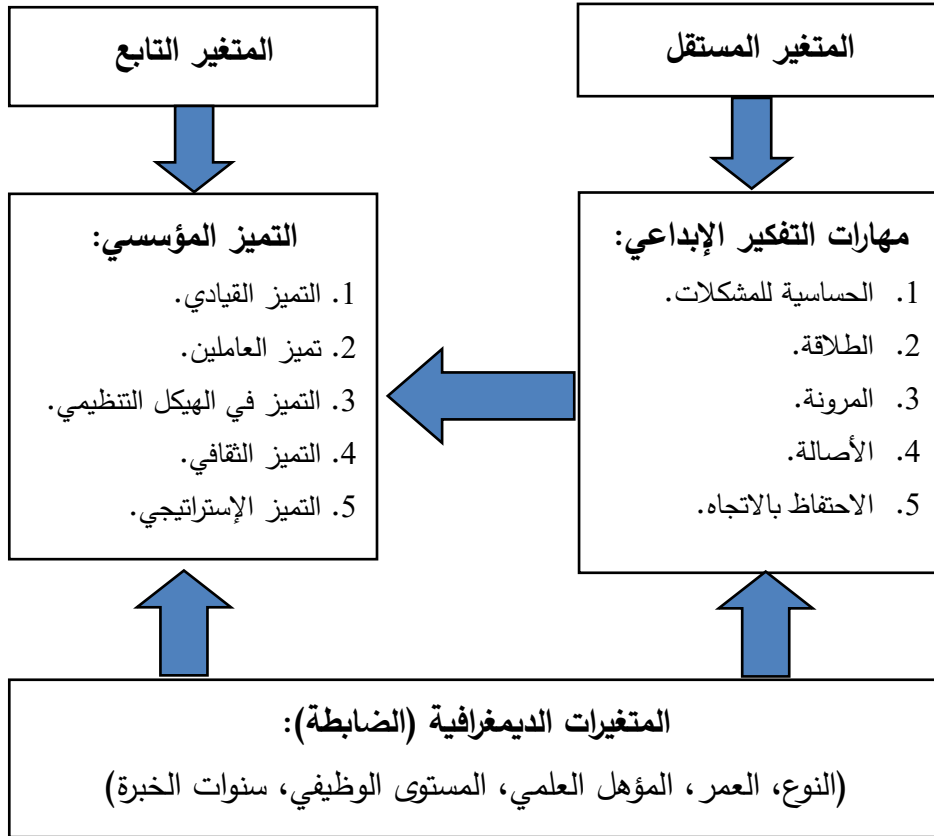 المتغير المستقل
المتغير التابع
مهارات التفكير الإبداعي:
1. الحساسية للمشكلات.
2. الطلاقة.
3. المرونة.
4. الأصالة.
5. الاحتفاظ بالاتجاه.
التميز المؤسسي:
1. التميز القيادي.
2. تميز العاملين.
3. التميز في الهيكل التنظيمي.
4. التميز الثقافي.
5. التميز الإستراتيجي.
المتغيرات الديمغرافية (الضابطة):
(النوع، العمر، المؤهل العلمي، المستوى الوظيفي، سنوات الخبرة)